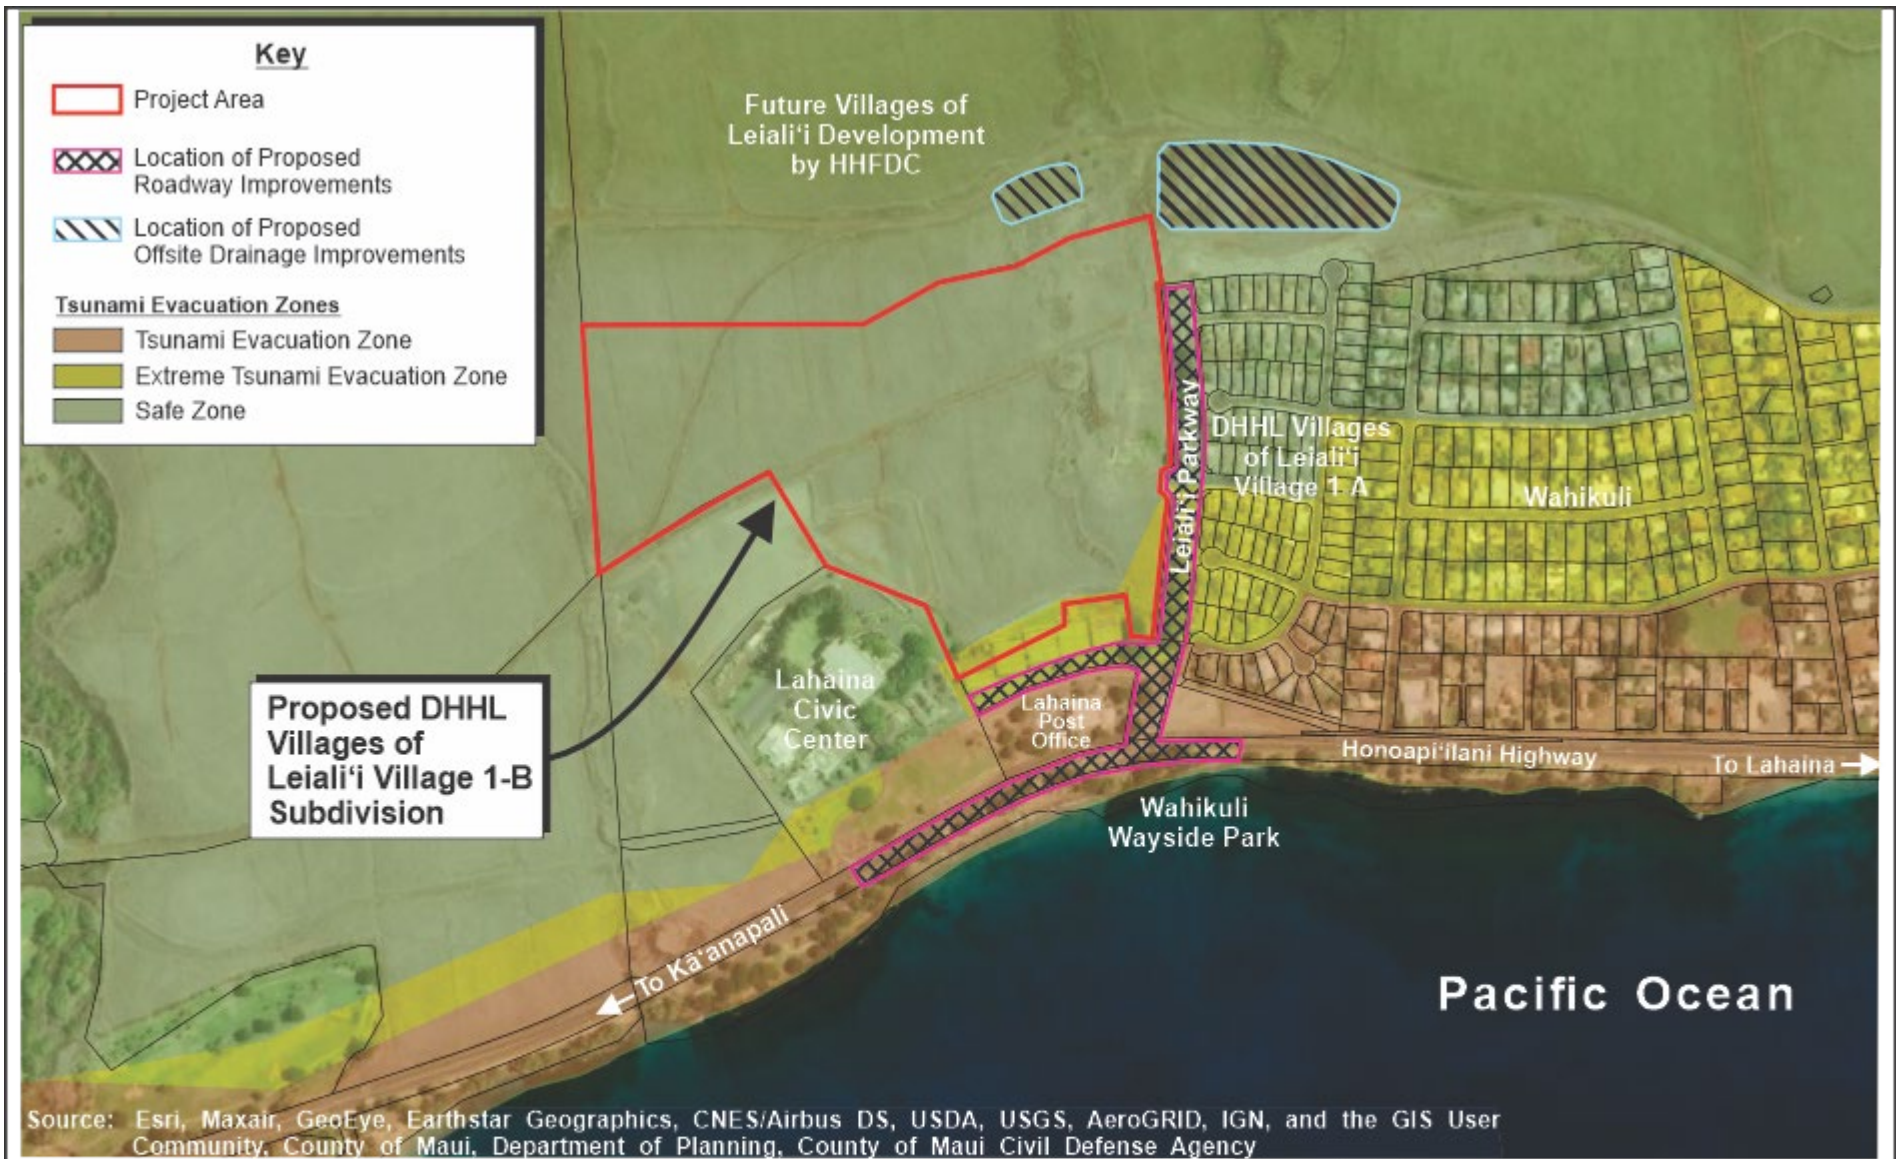 Key
Project Area
Location of Proposed
Roadway Improvements
Location of Proposed
Offsite Drainage Improvements
Tsunami Evacuation Zones
Tsunami Evacuation Zone
Extreme Tsunami Evacuation Zone
Safe Zone
Future Villages of
Leiali‘i Development
by HHFDC
Leiali‘i Parkway
DHHL Villages
of Leiali‘i
Village 1 A
Wahikuli
Proposed DHHL
Villages of
Leiali‘i Village 1-B
Subdivision
Lahaina
Civic
Center
Lahaina
Post
Office
Honoapi‘ilani Highway
To Lahaina
Wahikuli
Wayside Park
To Kā‘anapali
Pacific Ocean
Source: Esri, Maxair, GeoEye, Earthstar Geographics, CNES/Airbus DS, USDA, USGS, AeroGRID, IGN, and the GIS User
Community, County of Maui, Department of Planning, County of Maui Civil Defense Agency